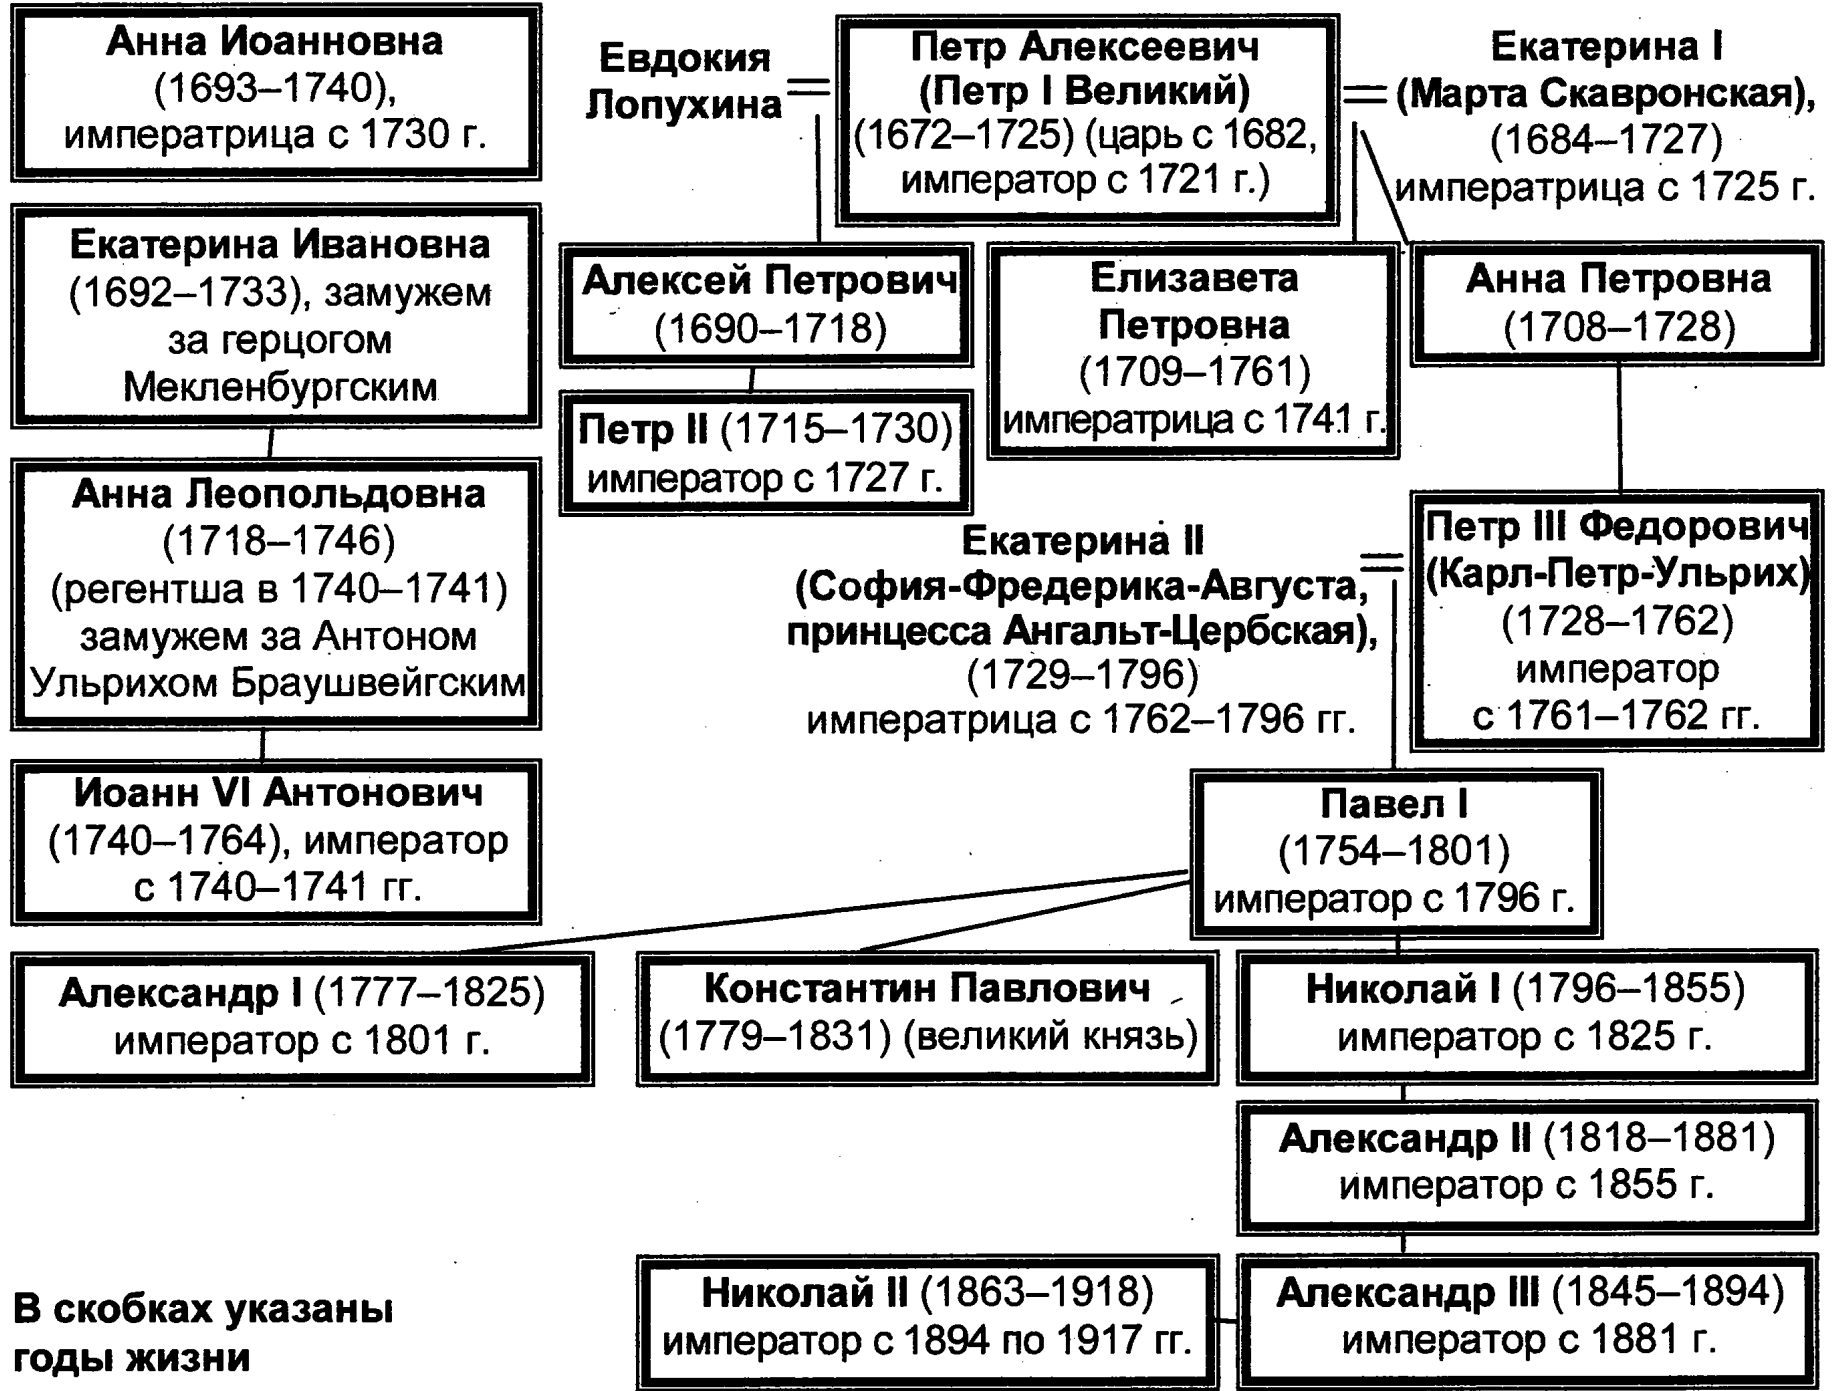 Анна Иоанновна
(1693–1740),
императрица с 1730 г.
Евдокия
Лопухина
Петр Алексеевич
(Петр I Великий)
(1672–1725) (царь с 1682,
император с 1721 г.)
Екатерина I
(Марта Скавронская),
(1684–1727)
императрица с 1725 г.
Екатерина Ивановна
(1692–1733), замужем
за герцогом
Мекленбургским
Алексей Петрович
(1690–1718)
Елизавета
Петровна
(1709–1761)
императрица с 1741 г.
Анна Петровна
(1708–1728)
Петр II (1715–1730)
император с 1727 г.
Анна Леопольдовна
(1718–1746)
(регентша в 1740–1741)
замужем за Антоном
Ульрихом Браушвейгским
Екатерина II
(София-Фредерика-Августа,
принцесса Ангальт-Цербская),
(1729–1796)
императрица с 1762–1796 гг.
Петр III Федорович
(Карл-Петр-Ульрих)
(1728–1762)
император
с 1761–1762 гг.
Иоанн VI Антонович
(1740–1764), император
с 1740–1741 гг.
Павел I
(1754–1801)
император с 1796 г.
Александр I (1777–1825)
император с 1801 г.
Константин Павлович
(1779–1831) (великий князь)
Николай I (1796–1855)
император с 1825 г.
Александр II (1818–1881)
император с 1855 г.
Николай II (1863–1918)
император с 1894 по 1917 гг.
Александр III (1845–1894)
император с 1881 г.
В скобках указаны
годы жизни